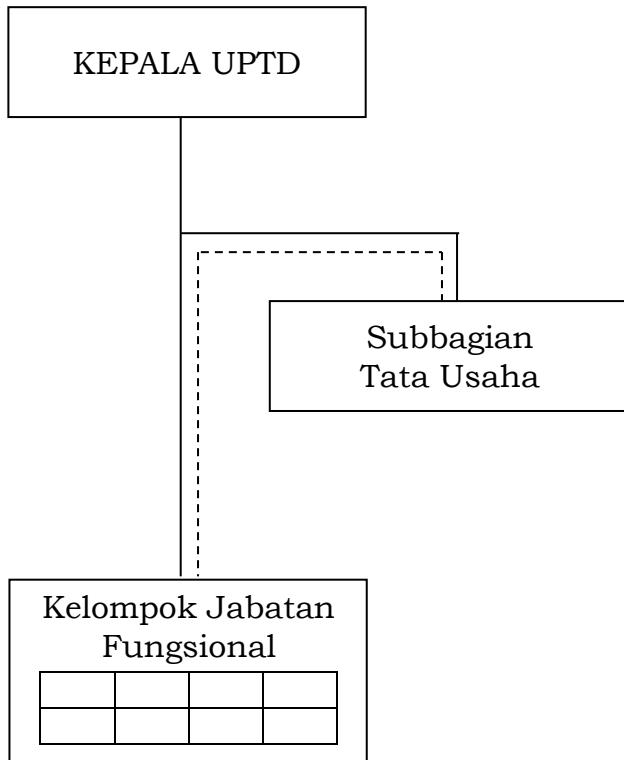 KEPALA UPTD
Subbagian
Tata Usaha
Kelompok Jabatan
Fungsional